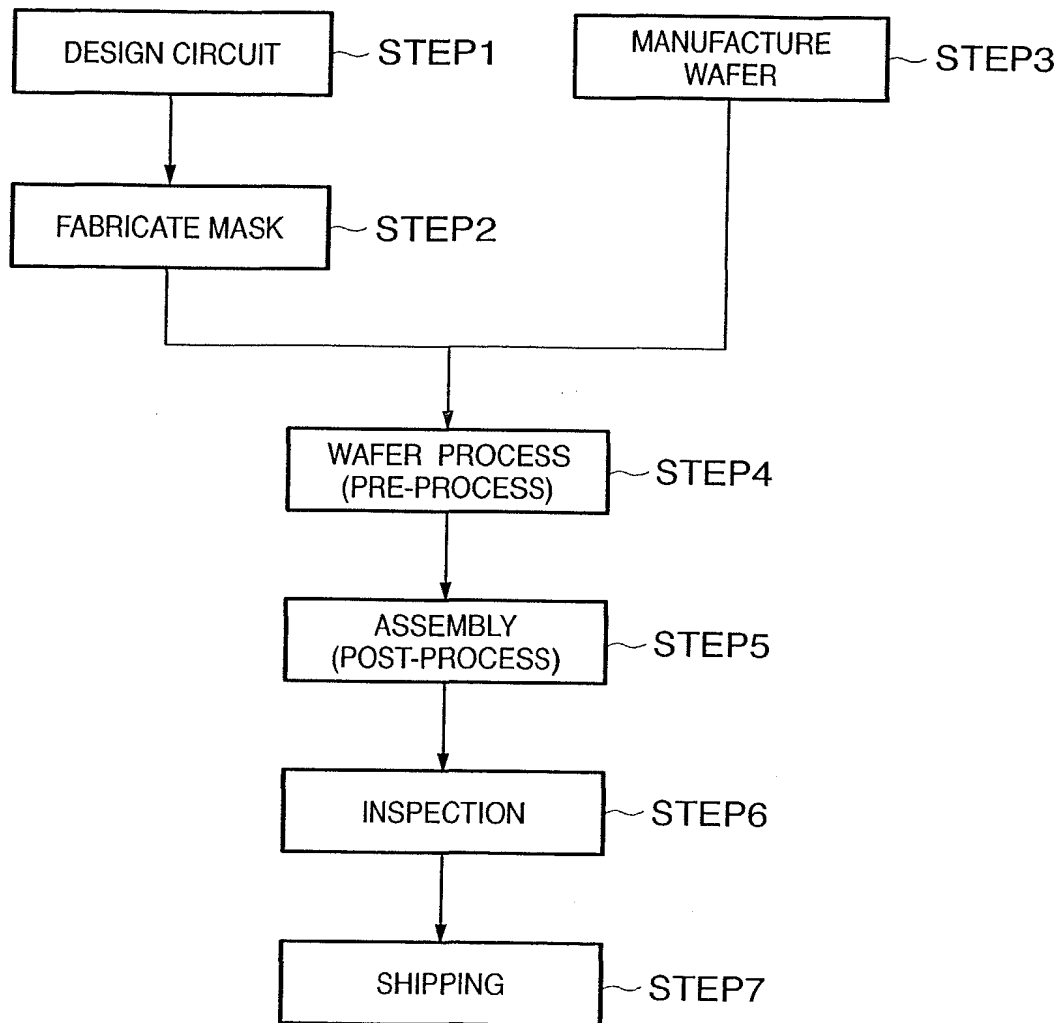 DESIGN CIRCUIT
STEP1
MANUFACTURE
WAFER
STEP3
FABRICATE MASK
STEP2
WAFER PROCESS
(PRE-PROCESS)
STEP4
ASSEMBLY
(POST-PROCESS)
STEP5
INSPECTION
STEP6
SHIPPING
STEP7